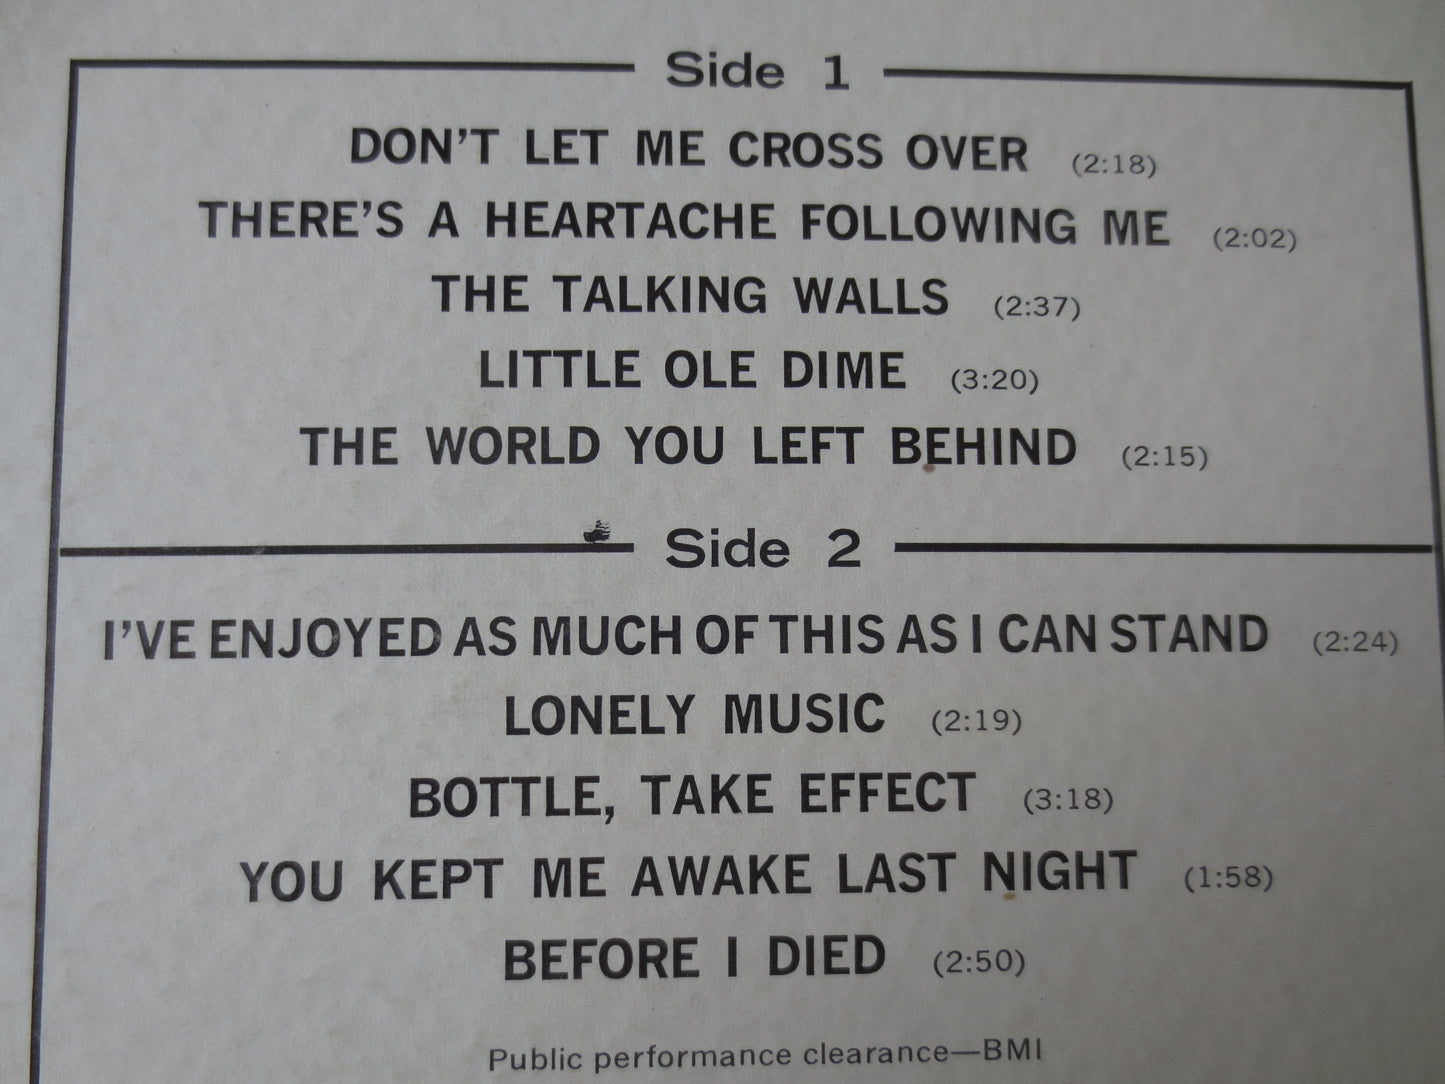 Side 1
DON'T LET ME CROSS OVER (2:18)
THERE'S A HEARTACHE FOLLOWING ME (2:02)
THE TALKING WALLS (2:37)
LITTLE OLE DIME (3:20)
THE WORLD YOU LEFT BEHIND (2:15)
Side 2
I'VE ENJOYED AS MUCH OF THIS AS I CAN STAND (2:24)
LONELY MUSIC (2:19)
BOTTLE, TAKE EFFECT (3:18)
YOU KEPT ME AWAKE LAST NIGHT (1:58)
BEFORE I DIED (2:50)
Public performance clearance—BMI